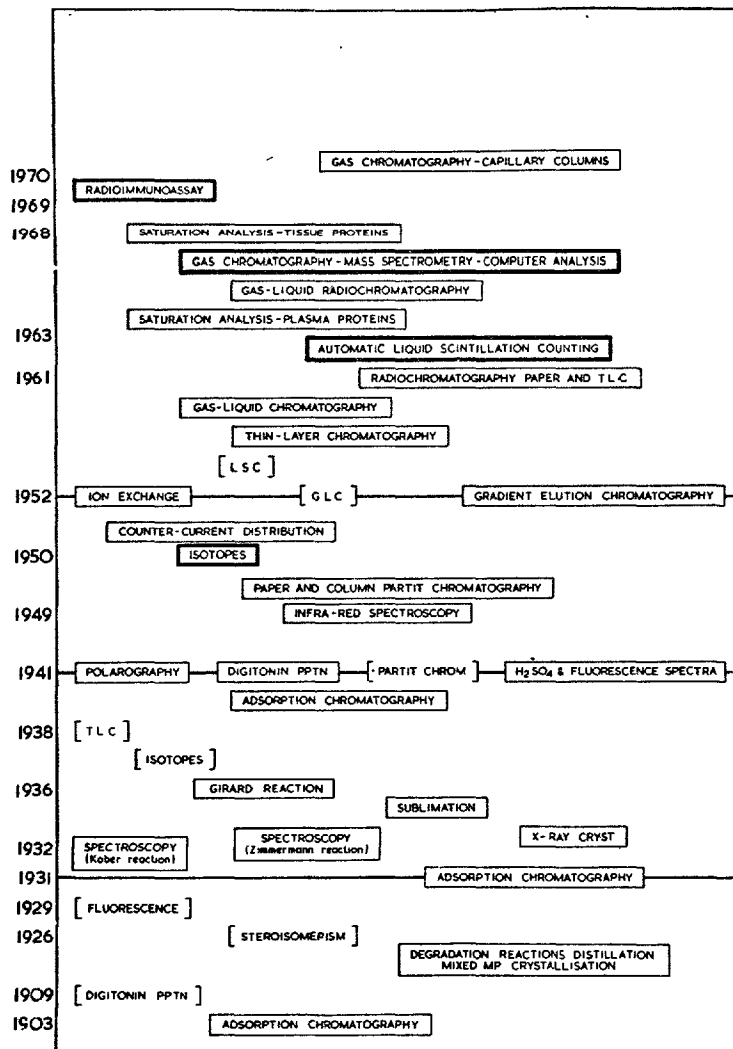 GAS CHROMATOGRAPHY-CAPILLARY COLUMNS
1970
RADIOIMMUNOASSAY
1969
1968
SATURATION ANALYSIS-TISSUE PROTEINS
GAS CHROMATOGRAPHY-MASS SPECTROMETRY-COMPUTER ANALYSIS
GAS-LIQUID RADIOCHROMATOGRAPHY
SATURATION ANALYSIS-PLASMA PROTEINS
1963
AUTOMATIC LIQUID SCINTILLATION COUNTING
1961
RADIOCHROMATOGRAPHY PAPER AND TLC
GAS-LIQUID CHROMATOGRAPHY
THIN-LAYER CHROMATOGRAPHY
[LSC]
1952 ION EXCHANGE [GLC] GRADIENT ELUTION CHROMATOGRAPHY
COUNTER-CURRENT DISTRIBUTION
1950 ISOTOPES
PAPER AND COLUMN PARTIT CHROMATOGRAPHY
1949 INFRA-RED SPECTROSCOPY
1941 POLAROGRAPHY DIGITONIN PPTN [PARTIT CHROM] H₂SO₄ & FLUORESCENCE SPECTRA
ADSORPTION CHROMATOGRAPHY
1938 [TLC]
[ISOTOPES]
1936 GIRARD REACTION
SUBLIMATION
1932
SPECTROSCOPY
(Kober reaction)
SPECTROSCOPY
(Zimmermann reaction)
X-RAY CRYST
1931 ADSORPTION CHROMATOGRAPHY
1929 [FLUORESCENCE]
1926 [STEROISOMERISM]
DEGRADATION REACTIONS DISTILLATION
MIXED MP CRYSTALLISATION
1909 [DIGITONIN PPTN]
1903 ADSORPTION CHROMATOGRAPHY